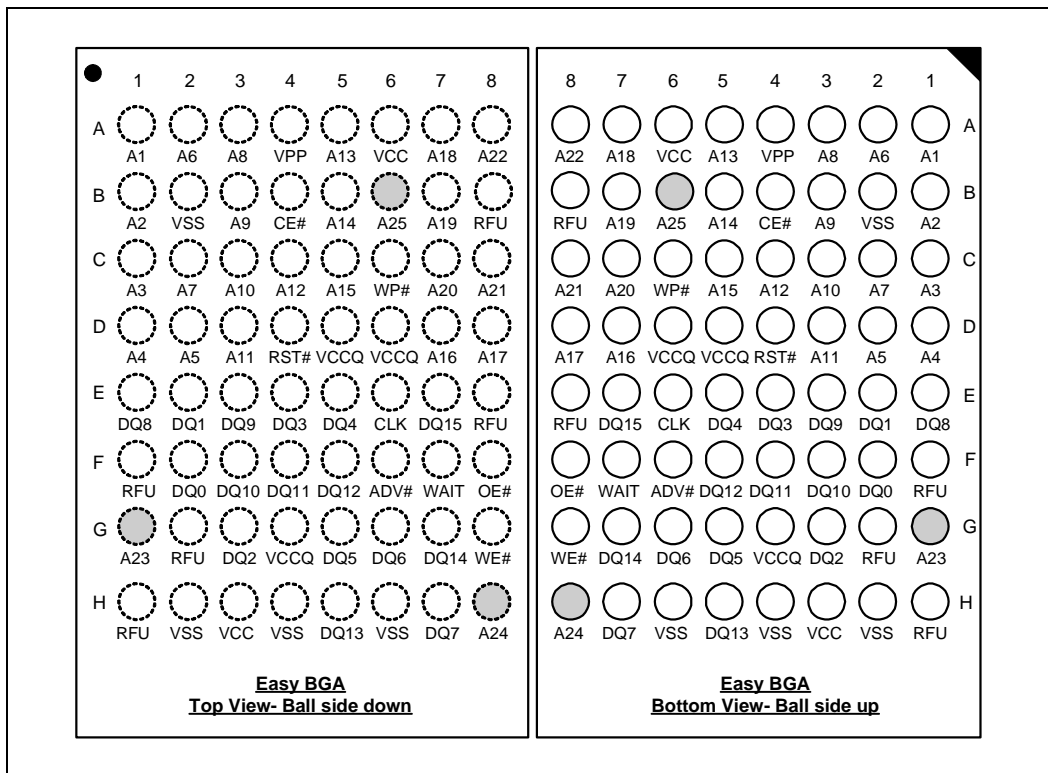 1 2 3 4 5 6 7 8
A
A1 A6 A8 VPP A13 VCC A18 A22
B
A2 VSS A9 CE# A14 A25 A19 RFU
C
A3 A7 A10 A12 A15 WP# A20 A21
D
A4 A5 A11 RST# VCCQ VCCQ A16 A17
E
DQ8 DQ1 DQ9 DQ3 DQ4 CLK DQ15 RFU
F
RFU DQ0 DQ10 DQ11 DQ12 ADV# WAIT OE#
G
A23 RFU DQ2 VCCQ DQ5 DQ6 DQ14 WE#
H
RFU VSS VCC VSS DQ13 VSS DQ7 A24
Easy BGA
Top View- Ball side down
8 7 6 5 4 3 2 1
A
A22 A18 VCC A13 VPP A8 A6 A1
B
RFU A19 A25 A14 CE# A9 VSS A2
C
A21 A20 WP# A15 A12 A10 A7 A3
D
A17 A16 VCCQ VCCQ RST# A11 A5 A4
E
RFU DQ15 CLK DQ4 DQ3 DQ9 DQ1 DQ8
F
OE# WAIT ADV# DQ12 DQ11 DQ10 DQ0 RFU
G
WE# DQ14 DQ6 DQ5 VCCQ DQ2 RFU A23
H
A24 DQ7 VSS DQ13 VSS VCC VSS RFU
Easy BGA
Bottom View- Ball side up